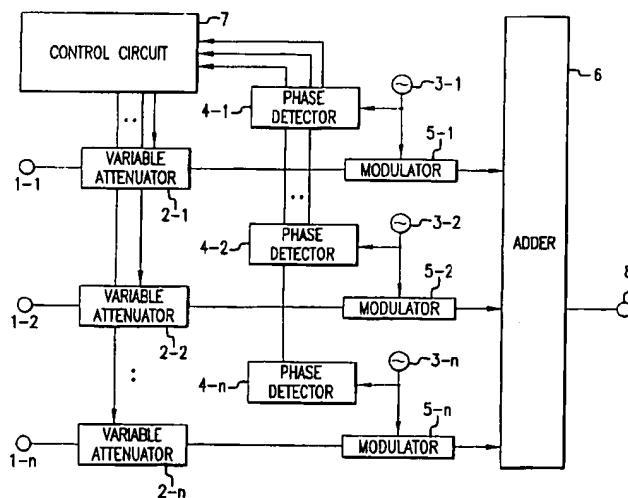 7
CONTROL CIRCUIT
6
3-1
4-1
PHASE
DETECTOR
5-1
1-1
VARIABLE
ATTENUATOR
MODULATOR
2-1
3-2
4-2
PHASE
DETECTOR
ADDER
8
5-2
1-2
VARIABLE
ATTENUATOR
MODULATOR
2-2
3-n
4-n
PHASE
DETECTOR
5-n
1-n
VARIABLE
ATTENUATOR
MODULATOR
2-n